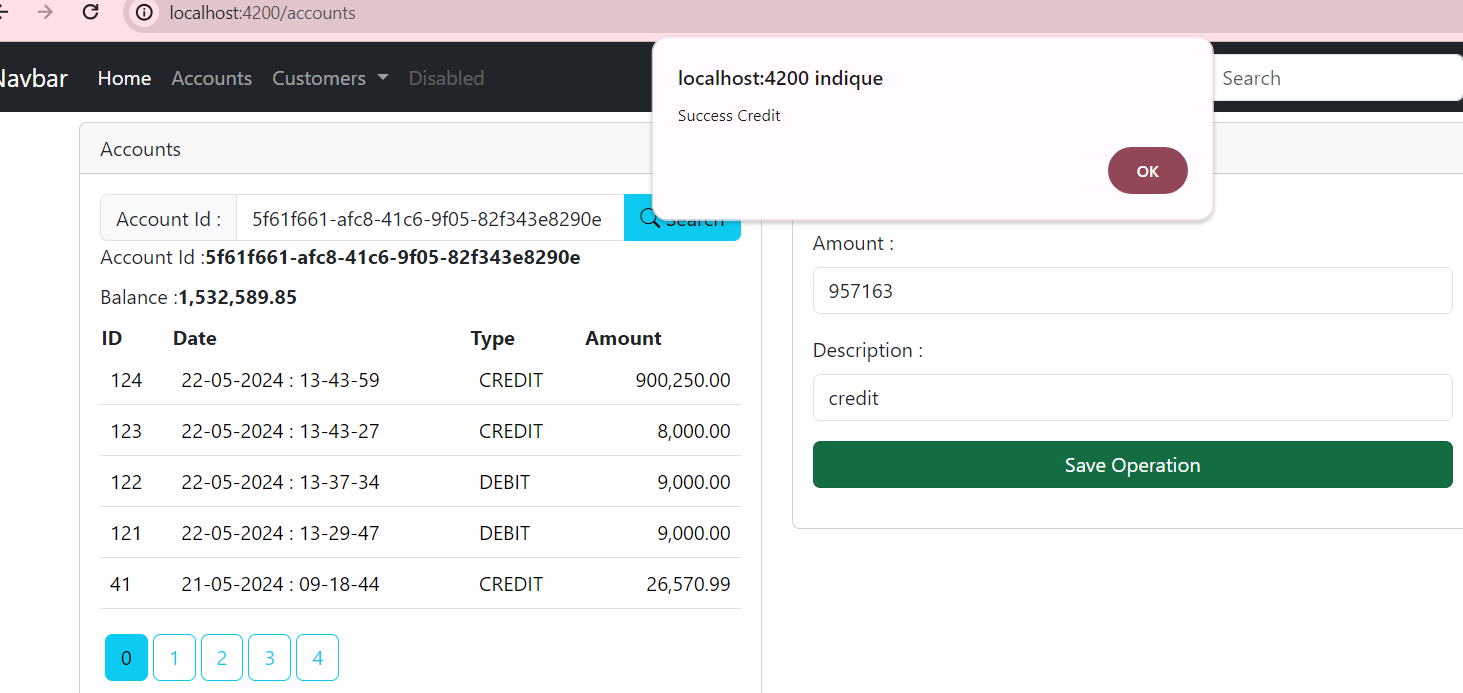 localhost:4200/accounts
Navbar Home Accounts Customers Disabled Search
localhost:4200 indique
Success Credit
OK
Accounts
Account Id : 5f61f661-afc8-41c6-9f05-82f343e8290e Search
Account Id :5f61f661-afc8-41c6-9f05-82f343e8290e
Balance :1,532,589.85
ID Date Type Amount
124 22-05-2024 : 13-43-59 CREDIT 900,250.00
123 22-05-2024 : 13-43-27 CREDIT 8,000.00
122 22-05-2024 : 13-37-34 DEBIT 9,000.00
121 22-05-2024 : 13-29-47 DEBIT 9,000.00
41 21-05-2024 : 09-18-44 CREDIT 26,570.99
0 1 2 3 4
Amount :
957163
Description :
credit
Save Operation